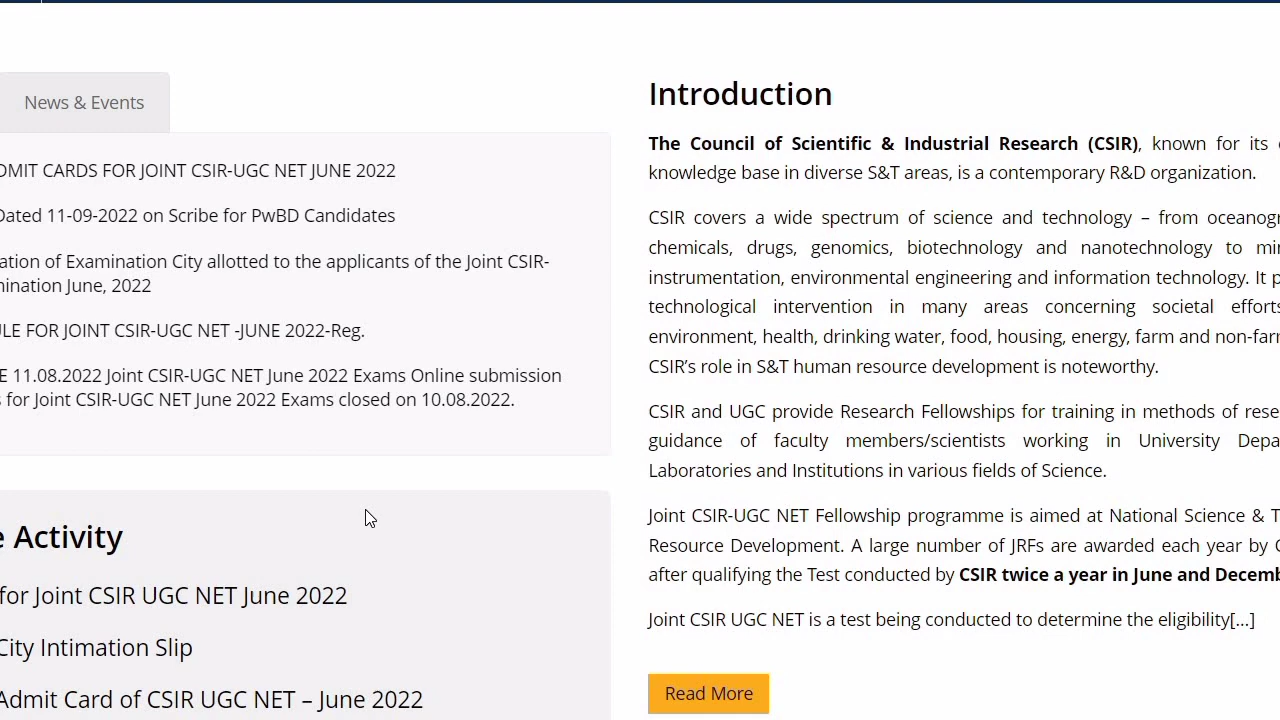 News & Events
DMIT CARDS FOR JOINT CSIR-UGC NET JUNE 2022
Dated 11-09-2022 on Scribe for PwBD Candidates
ation of Examination City allotted to the applicants of the Joint CSIR-
ination June, 2022
LE FOR JOINT CSIR-UGC NET -JUNE 2022-Reg.
E 11.08.2022 Joint CSIR-UGC NET June 2022 Exams Online submission
s for Joint CSIR-UGC NET June 2022 Exams closed on 10.08.2022.
e Activity
for Joint CSIR UGC NET June 2022
City Intimation Slip
Admit Card of CSIR UGC NET – June 2022
Introduction
The Council of Scientific & Industrial Research (CSIR), known for its
knowledge base in diverse S&T areas, is a contemporary R&D organization.
CSIR covers a wide spectrum of science and technology – from oceanogr
chemicals, drugs, genomics, biotechnology and nanotechnology to min
instrumentation, environmental engineering and information technology. It p
technological intervention in many areas concerning societal efforts
environment, health, drinking water, food, housing, energy, farm and non-farm
CSIR’s role in S&T human resource development is noteworthy.
CSIR and UGC provide Research Fellowships for training in methods of rese
guidance of faculty members/scientists working in University Depa
Laboratories and Institutions in various fields of Science.
Joint CSIR-UGC NET Fellowship programme is aimed at National Science & T
Resource Development. A large number of JRFs are awarded each year by C
after qualifying the Test conducted by CSIR twice a year in June and Decemb
Joint CSIR UGC NET is a test being conducted to determine the eligibility[...]
Read More